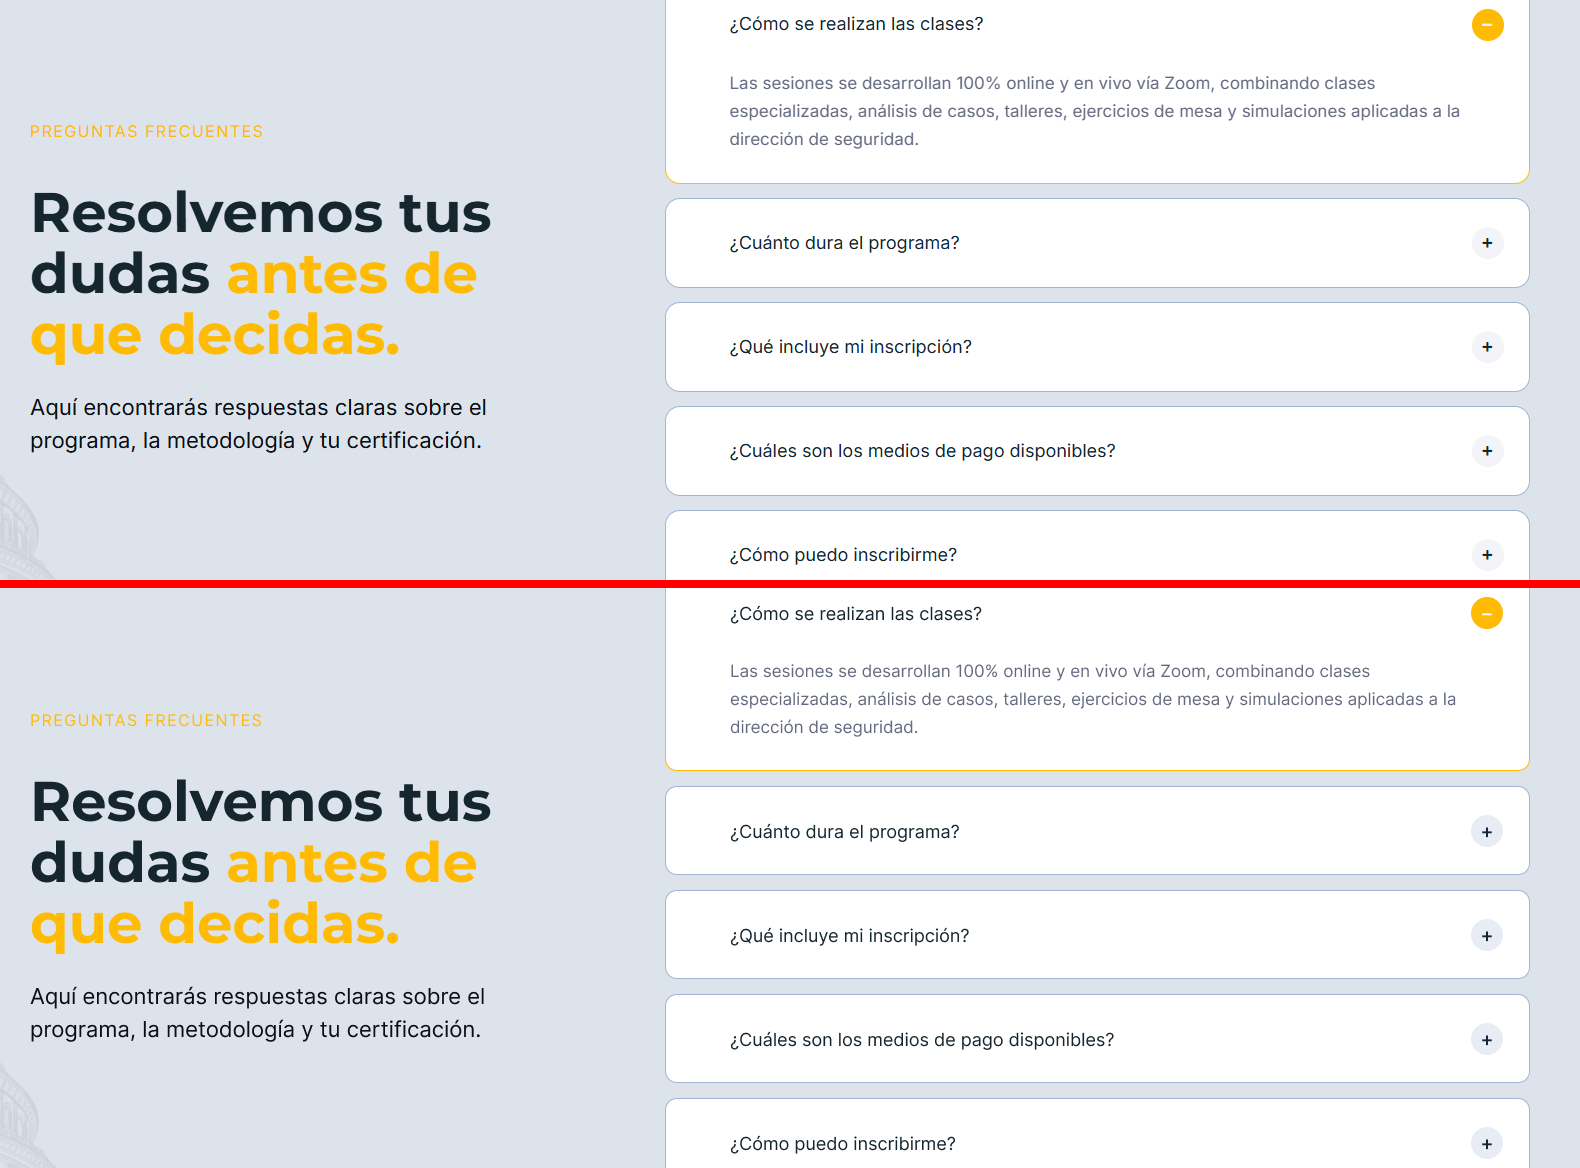 ¿Cómo se realizan las clases?
−
Las sesiones se desarrollan 100% online y en vivo vía Zoom, combinando clases
especializadas, análisis de casos, talleres, ejercicios de mesa y simulaciones aplicadas a la
dirección de seguridad.
PREGUNTAS FRECUENTES
Resolvemos tus
dudas antes de
que decidas.
Aquí encontrarás respuestas claras sobre el
programa, la metodología y tu certificación.
¿Cuánto dura el programa?
+
¿Qué incluye mi inscripción?
+
¿Cuáles son los medios de pago disponibles?
+
¿Cómo puedo inscribirme?
+
¿Cómo se realizan las clases?
−
Las sesiones se desarrollan 100% online y en vivo vía Zoom, combinando clases
especializadas, análisis de casos, talleres, ejercicios de mesa y simulaciones aplicadas a la
dirección de seguridad.
PREGUNTAS FRECUENTES
Resolvemos tus
dudas antes de
que decidas.
Aquí encontrarás respuestas claras sobre el
programa, la metodología y tu certificación.
¿Cuánto dura el programa?
+
¿Qué incluye mi inscripción?
+
¿Cuáles son los medios de pago disponibles?
+
¿Cómo puedo inscribirme?
+